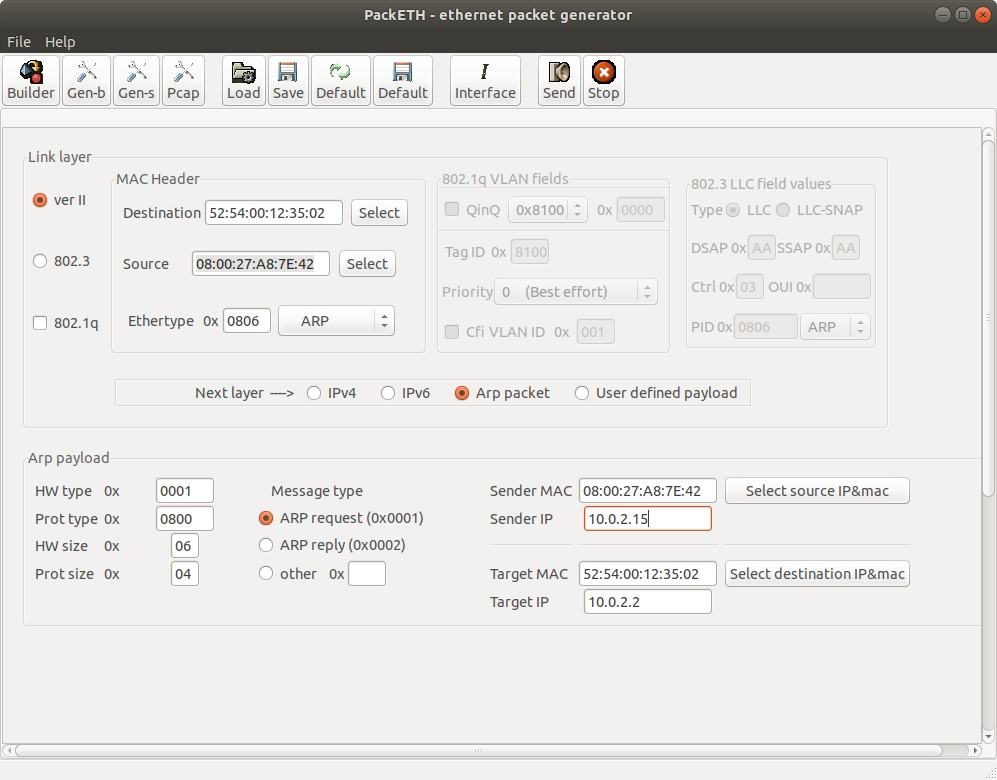 PackETH - ethernet packet generator
File Help
Builder Gen-b Gen-s Pcap Load Save Default Default Interface Send Stop
Link layer
ver II
802.3
802.1q
MAC Header
Destination 52:54:00:12:35:02 Select
Source 08:00:27:A8:7E:42 Select
Ethertype 0x 0806 ARP
802.1q VLAN fields
QinQ 0x8100 0x 0000
Tag ID 0x 8100
Priority 0 (Best effort)
Cfi VLAN ID 0x 001
802.3 LLC field values
Type LLC LLC-SNAP
DSAP 0x AA SSAP 0x AA
Ctrl 0x 03 OUI 0x
PID 0x 0806 ARP
Next layer ----> IPv4 IPv6 Arp packet User defined payload
Arp payload
HW type 0x 0001
Prot type 0x 0800
HW size 0x 06
Prot size 0x 04
Message type
ARP request (0x0001)
ARP reply (0x0002)
other 0x
Sender MAC 08:00:27:A8:7E:42 Select source IP&mac
Sender IP 10.0.2.15
Target MAC 52:54:00:12:35:02 Select destination IP&mac
Target IP 10.0.2.2